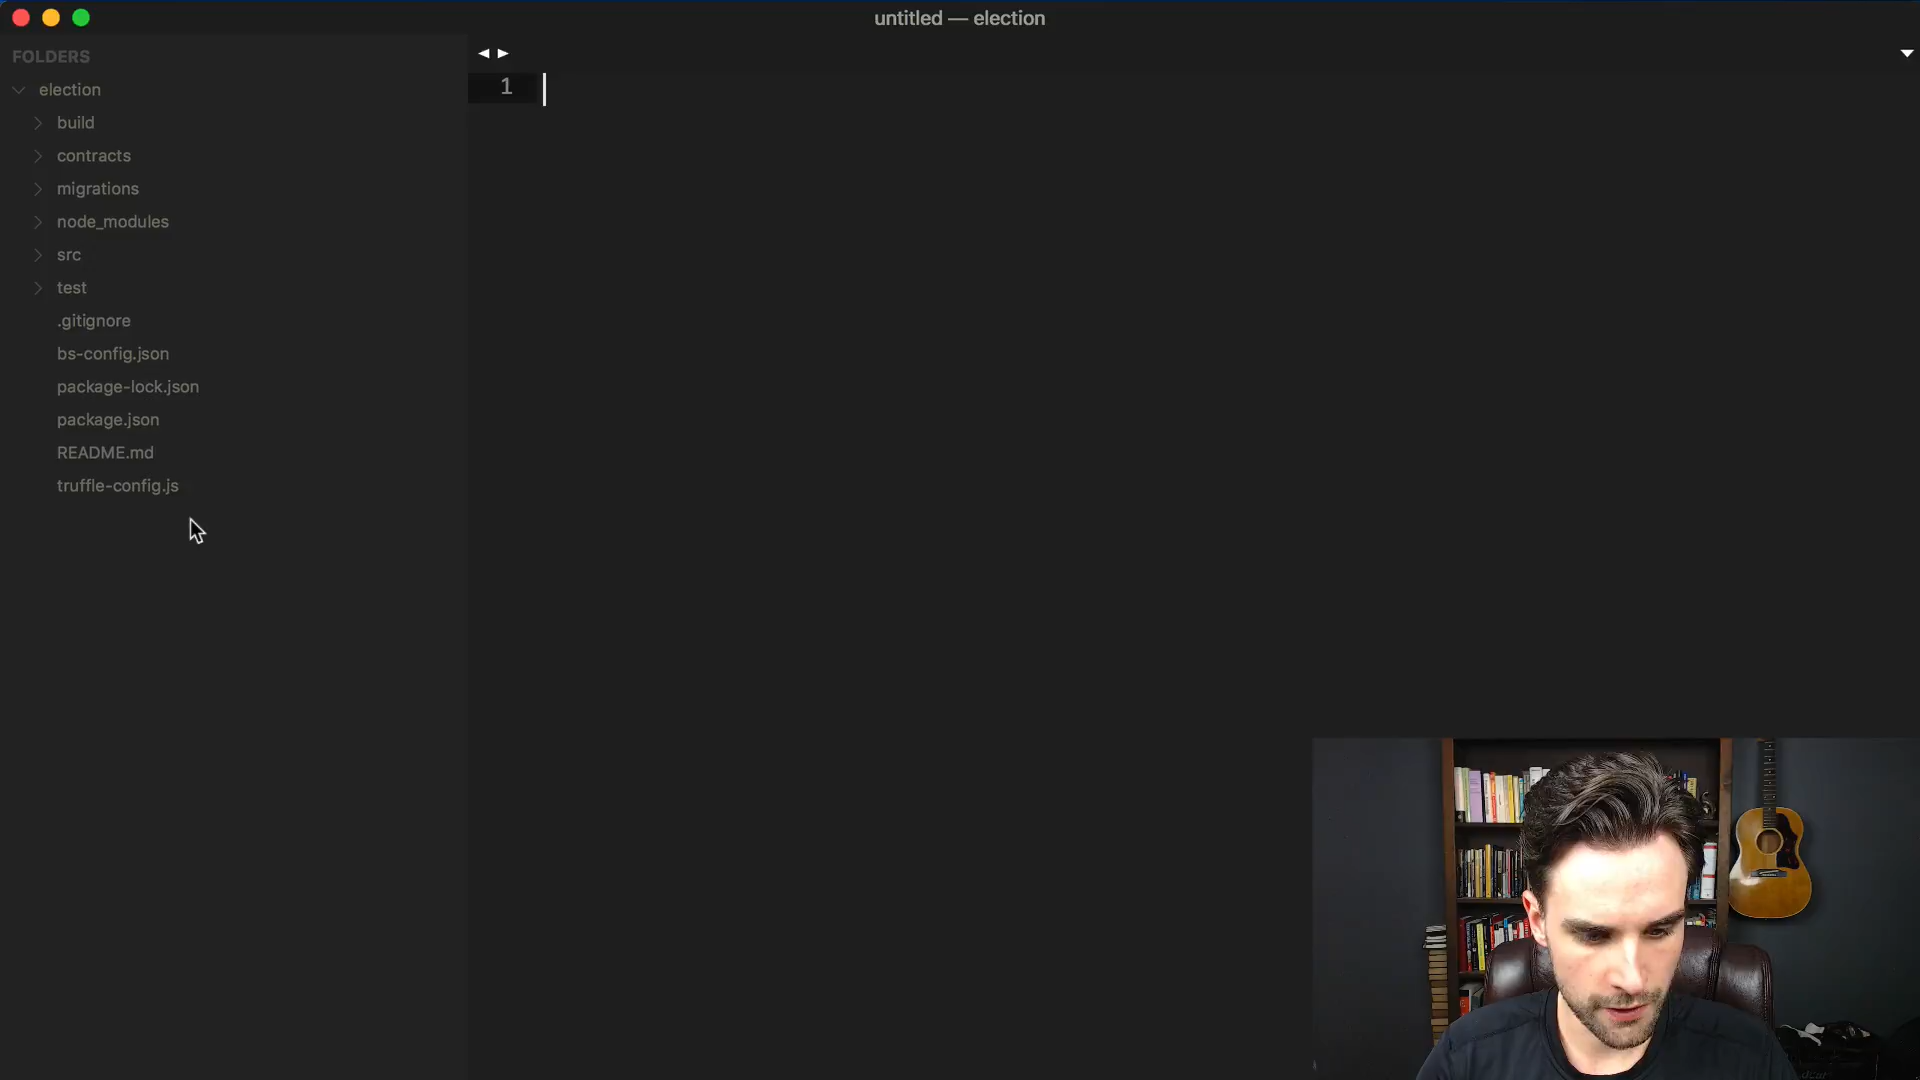 untitled — election
FOLDERS
election
build
contracts
migrations
node_modules
src
test
.gitignore
bs-config.json
package-lock.json
package.json
README.md
truffle-config.js
1